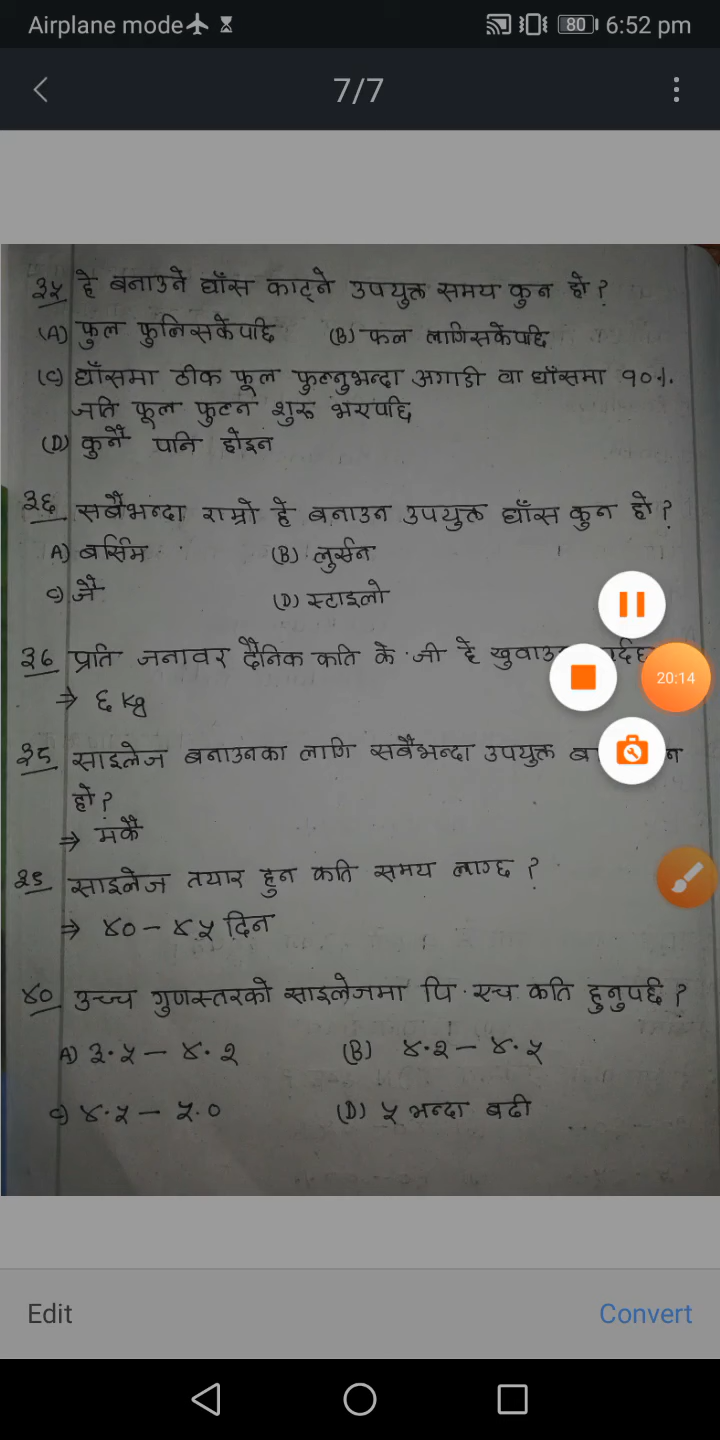 Airplane mode 80 6:52 pm
7/7
३५ हे बनाउने घाँस काट्ने उपयुक्त समय कुन हो ?
(A) फुल फुलिसकेपछि (B) फल लागिसकेपछि
(C) घाँसमा ठीक फूल फुल्नुभन्दा अगाडी वा घाँसमा १०%
जति फूल फुल्न शुरु भएपछि
(D) कुनै पनि होइन
३६ सबैभन्दा राम्रो हे बनाउन उपयुक्त घाँस कुन हो ?
A) बर्सिम (B) लुर्सन
C) जै (D) स्टाइलो
३७ प्रति जनावर दैनिक कति के.जी हे
⇒ ६ kg
३८ साइलेज बनाउनका लागि सबैभन्दा उपयुक्त
हो ?
⇒ मकै
३९ साइलेज तयार हुन कति समय लाग्छ ?
⇒ ४० – ४५ दिन
४० उच्च गुणस्तरको साइलेजमा पि.एच कति हुनुपर्छ ?
A) ३.५ – ४.२ (B) ४.२ – ४.५
C) ४.५ – ५.० (D) ५ भन्दा बढी
20:14
Edit Convert